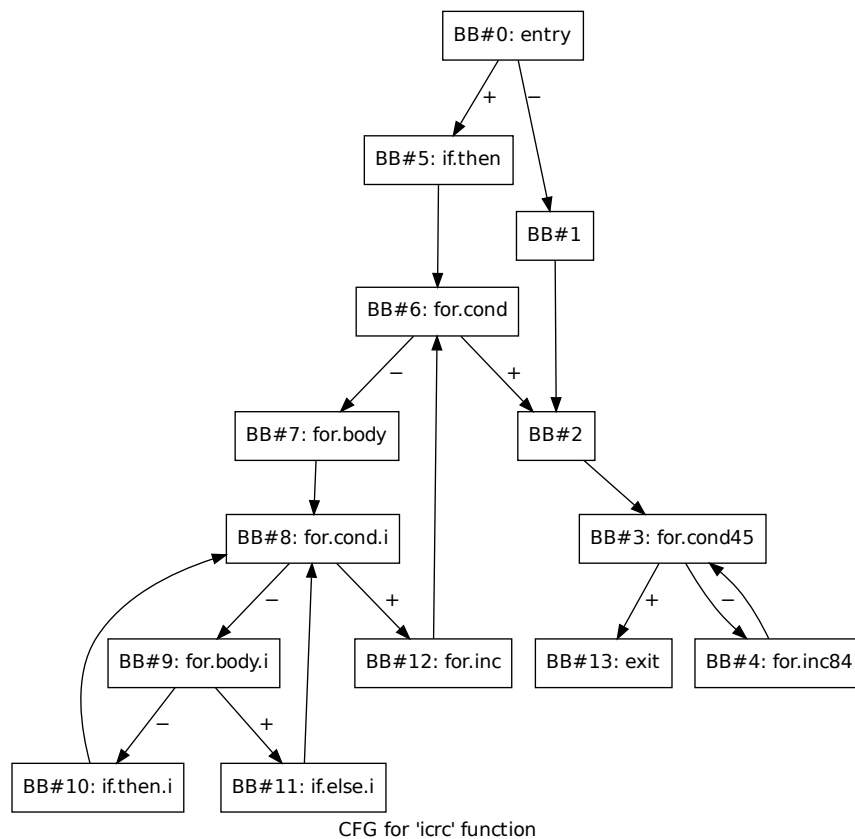 BB#0: entry
+
−
BB#5: if.then
BB#1
BB#6: for.cond
−
+
BB#7: for.body
BB#2
BB#8: for.cond.i
BB#3: for.cond45
−
+
+
−
BB#9: for.body.i
BB#12: for.inc
BB#13: exit
BB#4: for.inc84
−
+
BB#10: if.then.i
BB#11: if.else.i
CFG for 'icrc' function